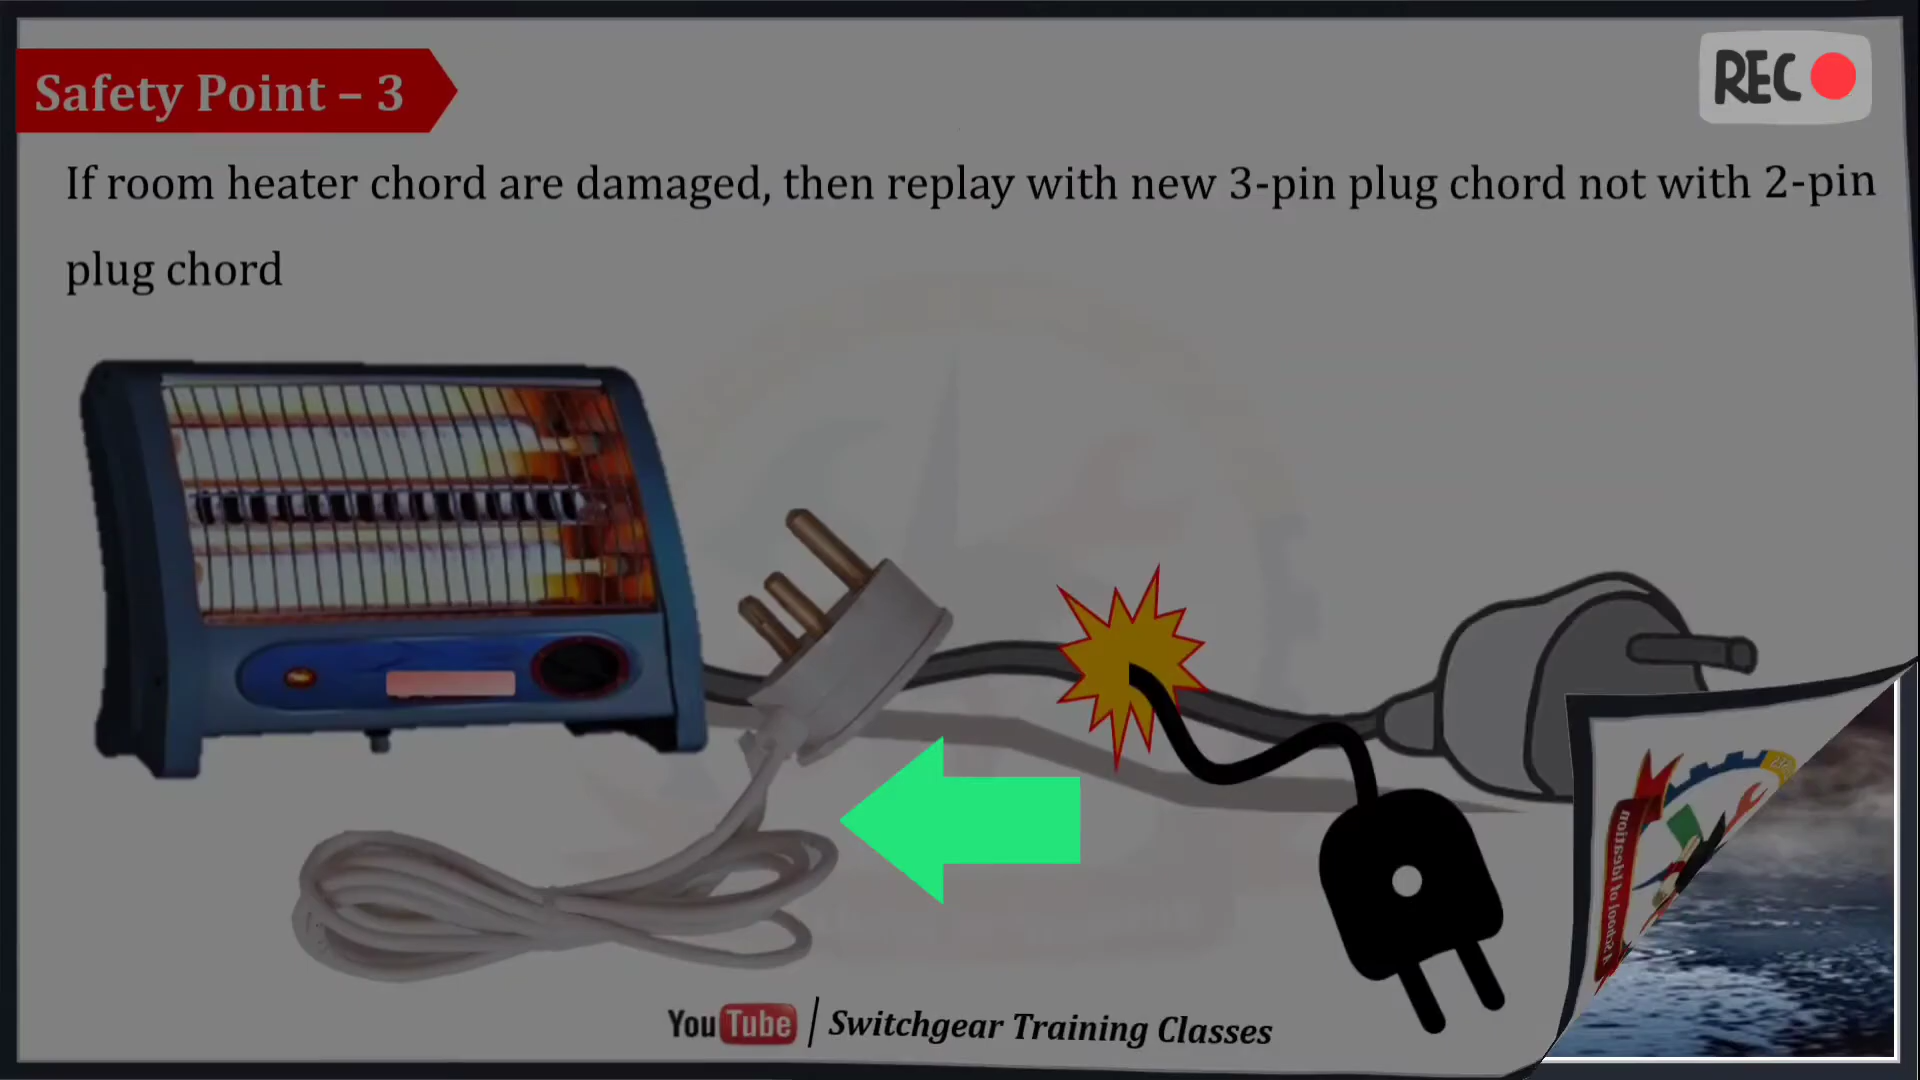 Safety Point – 3
REC
If room heater chord are damaged, then replay with new 3-pin plug chord not with 2-pin
plug chord
YouTube | Switchgear Training Classes